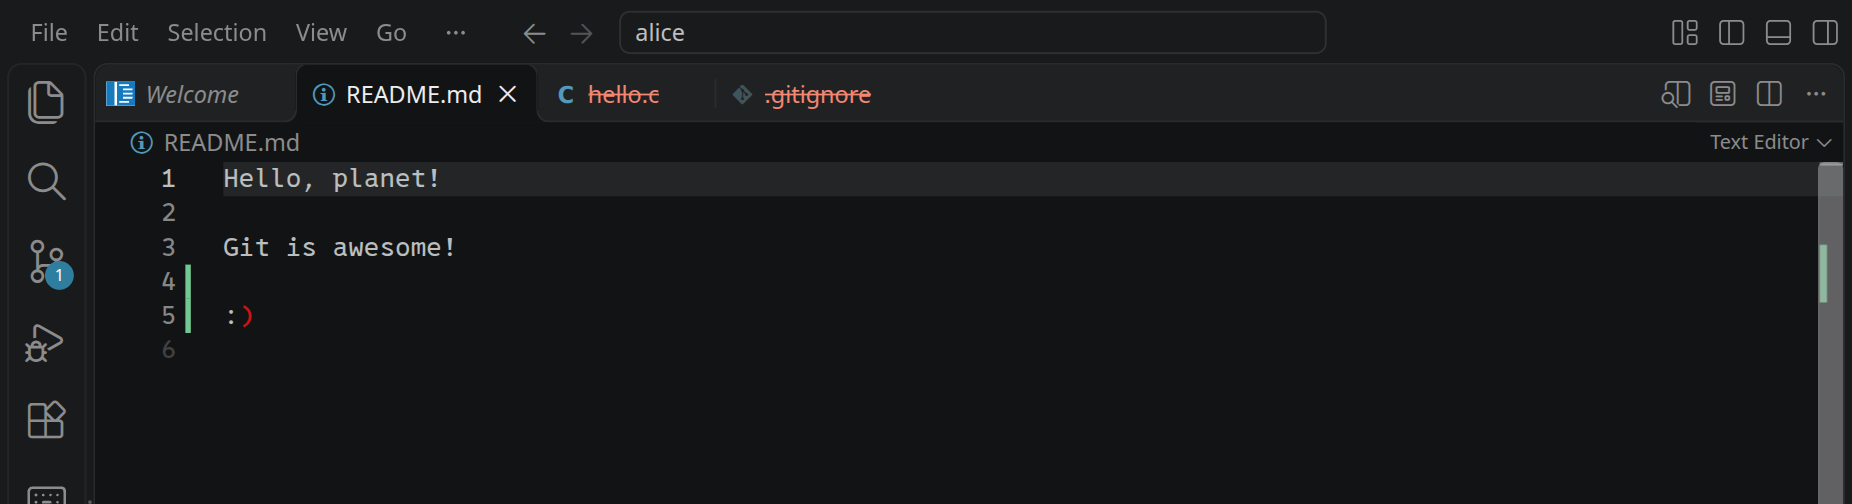 File Edit Selection View Go ··· ← → alice
Welcome README.md × C hello.c .gitignore ···
README.md Text Editor
1 Hello, planet!
2
3 Git is awesome!
4
5 :)
6
1